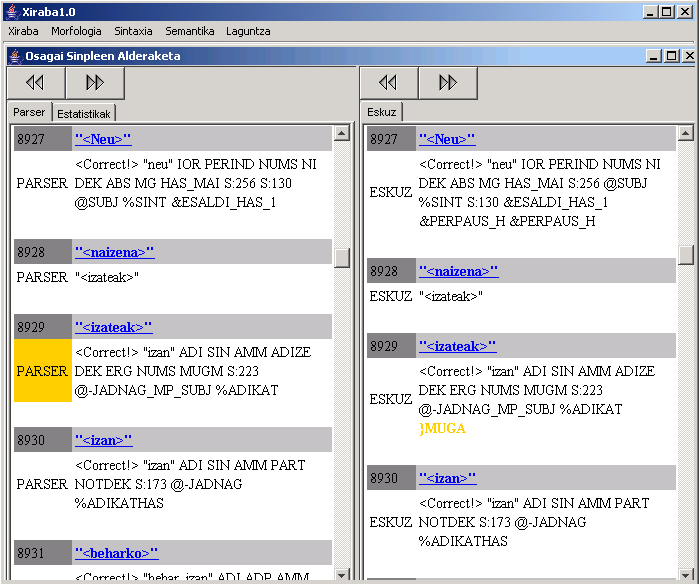 Xiraba1.0
Xiraba Morfologia Sintaxia Semantika Laguntza
Osagai Sinpleen Alderaketa
Parser Estatistikak
8927 "<Neu>"
PARSER <Correct!> "neu" IOR PERIND NUMS NI
DEK ABS MG HAS_MAI S:256 S:130
@SUBJ %SINT &ESALDI_HAS_1
8928 "<naizena>"
PARSER "<izateak>"
8929 "<izateak>"
PARSER <Correct!> "izan" ADI SIN AMM ADIZE
DEK ERG NUMS MUGM S:223
@-JADNAG_MP_SUBJ %ADIKAT
8930 "<izan>"
PARSER <Correct!> "izan" ADI SIN AMM PART
NOTDEK S:173 @-JADNAG
%ADIKATHAS
8931 "<beharko>"
<Correct!> "behar_izan" ADI ADP AMM
Eskuz
8927 "<Neu>"
ESKUZ <Correct!> "neu" IOR PERIND NUMS NI
DEK ABS MG HAS_MAI S:256 @SUBJ
%SINT S:130 &ESALDI_HAS_1
&PERPAUS_H &PERPAUS_H
8928 "<naizena>"
ESKUZ "<izateak>"
8929 "<izateak>"
ESKUZ <Correct!> "izan" ADI SIN AMM ADIZE
DEK ERG NUMS MUGM S:223
@-JADNAG_MP_SUBJ %ADIKAT
}MUGA
8930 "<izan>"
ESKUZ <Correct!> "izan" ADI SIN AMM PART
NOTDEK S:173 @-JADNAG
%ADIKATHAS